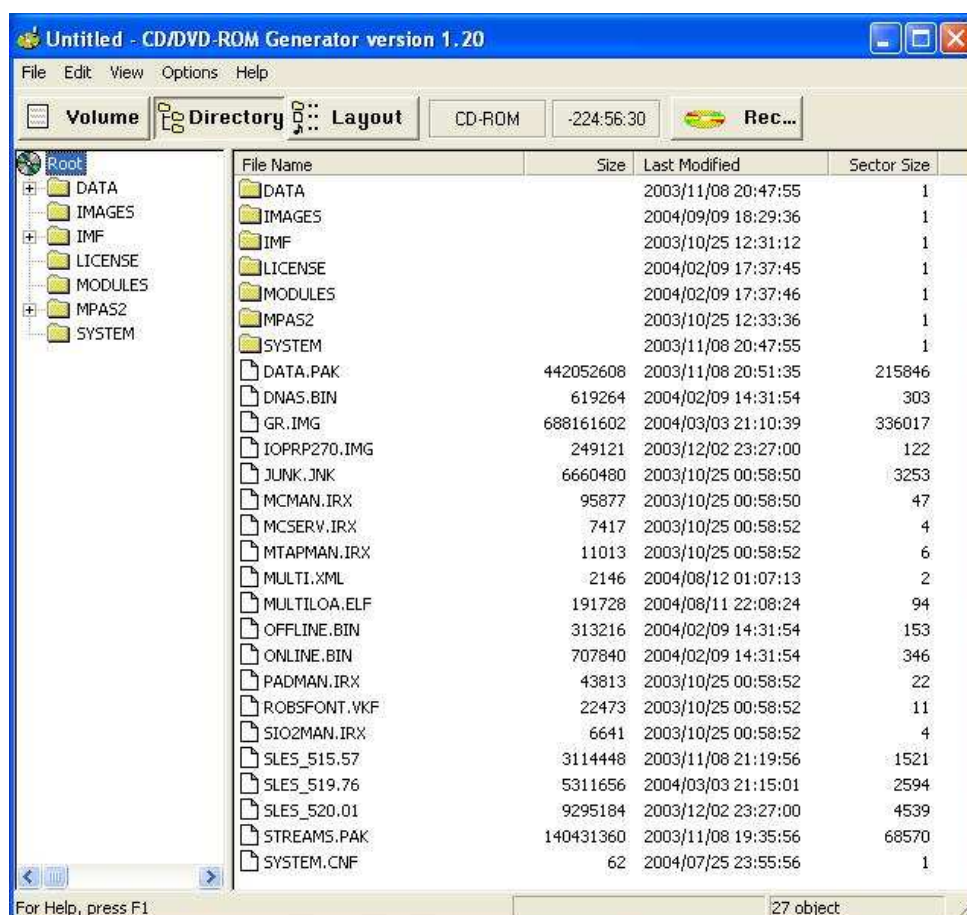 Untitled - CD/DVD-ROM Generator version 1.20
File Edit View Options Help
Volume Directory Layout CD-ROM -224:56:30 Rec...
Root
DATA
IMAGES
IMF
LICENSE
MODULES
MPAS2
SYSTEM
File Name Size Last Modified Sector Size
DATA 2003/11/08 20:47:55 1
IMAGES 2004/09/09 18:29:36 1
IMF 2003/10/25 12:31:12 1
LICENSE 2004/02/09 17:37:45 1
MODULES 2004/02/09 17:37:46 1
MPAS2 2003/10/25 12:33:36 1
SYSTEM 2003/11/08 20:47:55 1
DATA.PAK 442052608 2003/11/08 20:51:35 215846
DNAS.BIN 619264 2004/02/09 14:31:54 303
GR.IMG 688161602 2004/03/03 21:10:39 336017
IOPRP270.IMG 249121 2003/12/02 23:27:00 122
JUNK.JNK 6660480 2003/10/25 00:58:50 3253
MCMAN.IRX 95877 2003/10/25 00:58:50 47
MCSERV.IRX 7417 2003/10/25 00:58:52 4
MTAPMAN.IRX 11013 2003/10/25 00:58:52 6
MULTI.XML 2146 2004/08/12 01:07:13 2
MULTILOA.ELF 191728 2004/08/11 22:08:24 94
OFFLINE.BIN 313216 2004/02/09 14:31:54 153
ONLINE.BIN 707840 2004/02/09 14:31:54 346
PADMAN.IRX 43813 2003/10/25 00:58:52 22
ROBSFONT.VKF 22473 2003/10/25 00:58:52 11
SIO2MAN.IRX 6641 2003/10/25 00:58:52 4
SLES_515.57 3114448 2003/11/08 21:19:56 1521
SLES_519.76 5311656 2004/03/03 21:15:01 2594
SLES_520.01 9295184 2003/12/02 23:27:00 4539
STREAMS.PAK 140431360 2003/11/08 19:35:56 68570
SYSTEM.CNF 62 2004/07/25 23:55:56 1
For Help, press F1 27 object